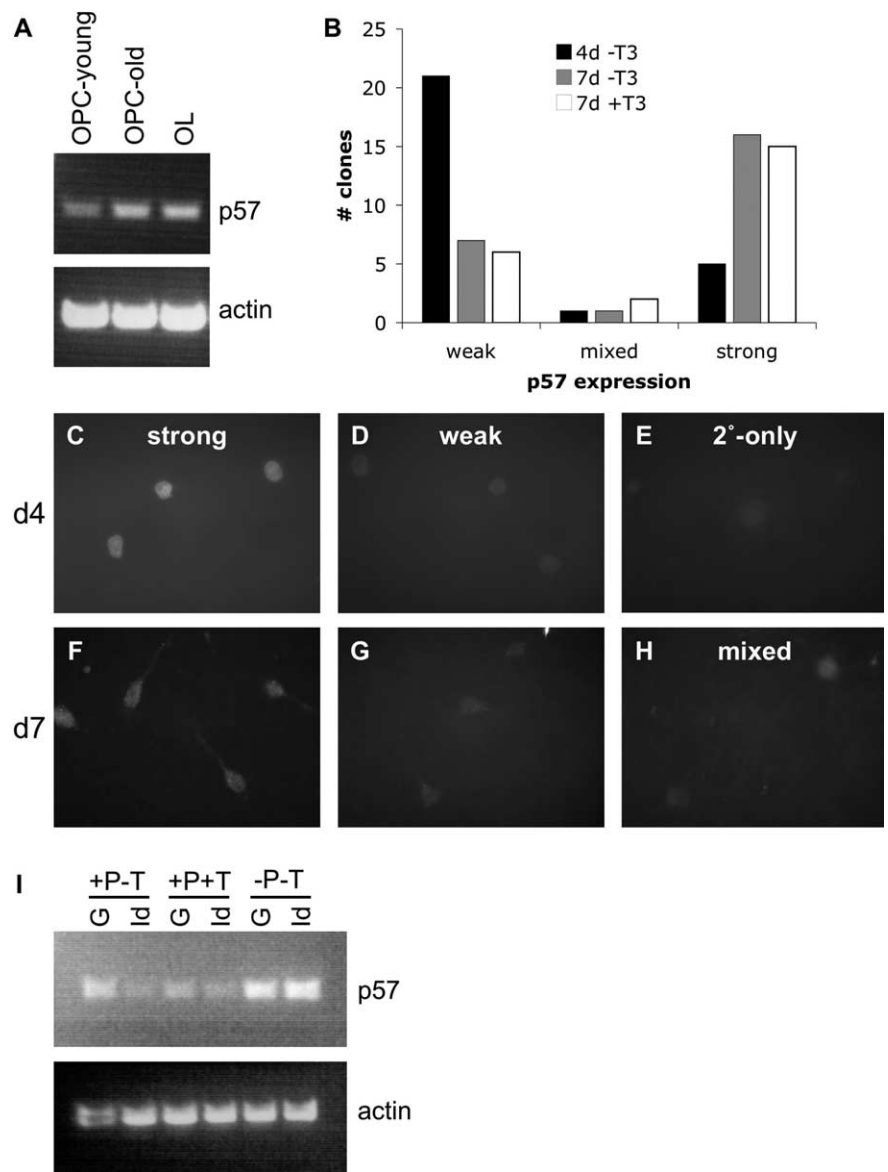 A
OPC-young
OPC-old
OL
p57
actin
B
4d -T3
7d -T3
7d +T3
# clones
25
20
15
10
5
0
weak
mixed
strong
p57 expression
C
strong
D
weak
E
2°-only
d4
F
G
H
mixed
d7
I
+P-T
+P+T
-P-T
G
Id
G
Id
G
Id
p57
actin